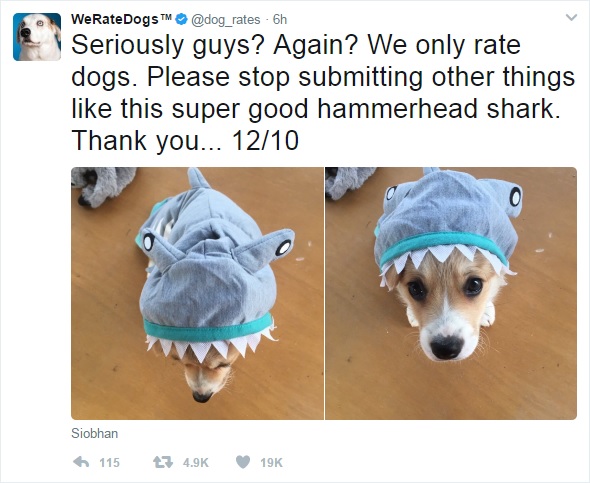 WeRateDogs™ @dog_rates · 6h
Seriously guys? Again? We only rate
dogs. Please stop submitting other things
like this super good hammerhead shark.
Thank you... 12/10
Siobhan
115 4.9K 19K